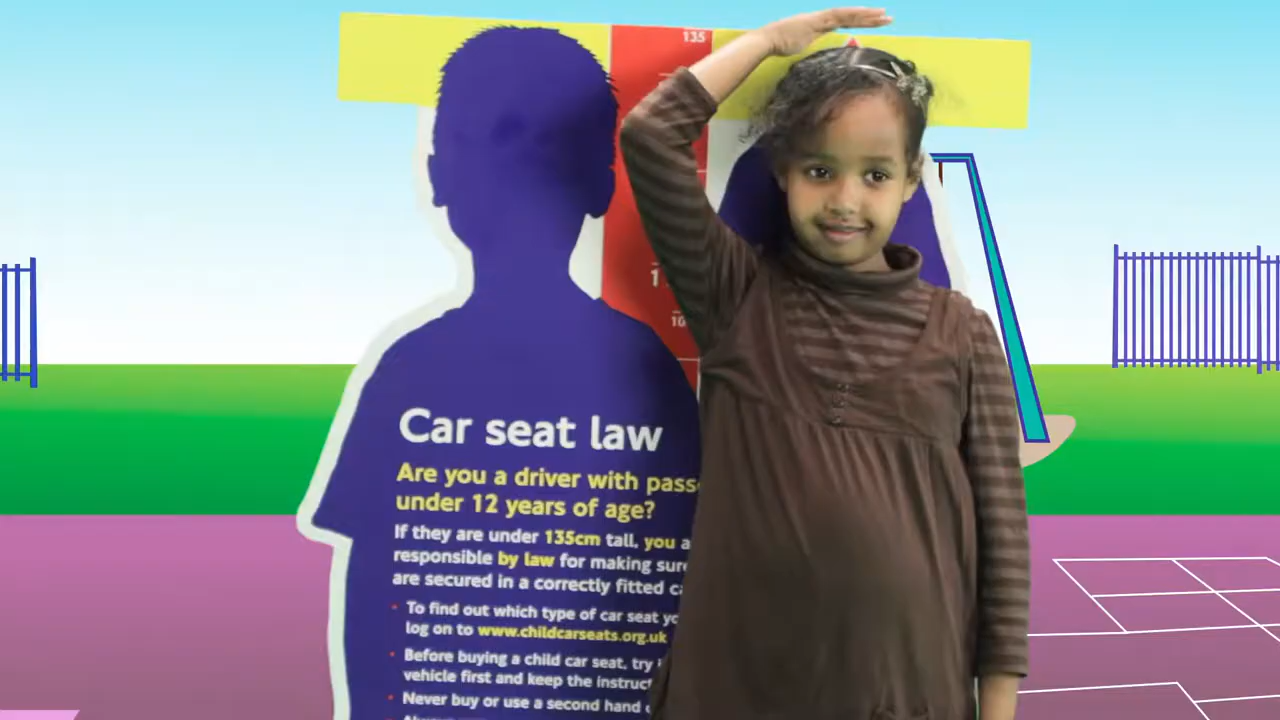 135
Car seat law
Are you a driver with pass
under 12 years of age?
If they are under 135cm tall, you a
responsible by law for making sure
are secured in a correctly fitted
To find out which type of car seat
log on to www.childcarseats.org.uk
Before buying a child car seat, try
vehicle first and keep the instruct
Never buy or use a second hand